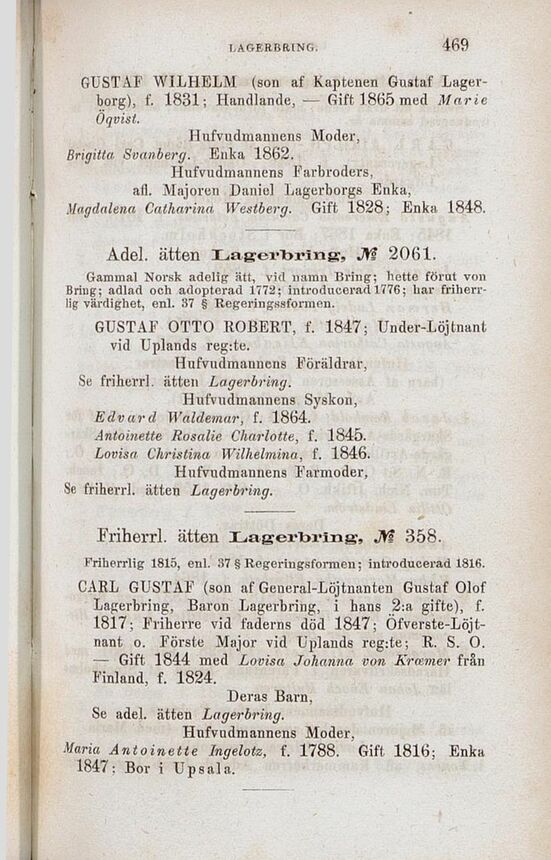 LAGERBRING. 469
GUSTAF WILHELM (son af Kaptenen Gustaf Lager-
borg), f. 1831; Handlande, — Gift 1865 med Marie
Öqvist.
Hufvudmannens Moder,
Brigitta Svanberg. Enka 1862.
Hufvudmannens Farbroders,
afl. Majoren Daniel Lagerborgs Enka,
Magdalena Catharina Westberg. Gift 1828; Enka 1848.
Adel. ätten Lagerbring, № 2061.
Gammal Norsk adelig ätt, vid namn Bring; hette förut von
Bring; adlad och adopterad 1772; introducerad 1776; har friherr-
lig värdighet, enl. 37 § Regeringssformen.
GUSTAF OTTO ROBERT, f. 1847; Under-Löjtnant
vid Uplands reg:te.
Hufvudmannens Föräldrar,
Se friherrl. ätten Lagerbring.
Hufvudmannens Syskon,
Edvard Waldemar, f. 1864.
Antoinette Rosalie Charlotte, f. 1845.
Lovisa Christina Wilhelmina, f. 1846.
Hufvudmannens Farmoder,
Se friherrl. ätten Lagerbring.
Friherrl. ätten Lagerbring, № 358.
Friherrlig 1815, enl. 37 § Regeringsformen; introducerad 1816.
CARL GUSTAF (son af General-Löjtnanten Gustaf Olof
Lagerbring, Baron Lagerbring, i hans 2:a gifte), f.
1817; Friherre vid faderns död 1847; Öfverste-Löjt-
nant o. Förste Major vid Uplands reg:te; R. S. O.
— Gift 1844 med Lovisa Johanna von Kræmer från
Finland, f. 1824.
Deras Barn,
Se adel. ätten Lagerbring.
Hufvudmannens Moder,
Maria Antoinette Ingelotz, f. 1788. Gift 1816; Enka
1847; Bor i Upsala.